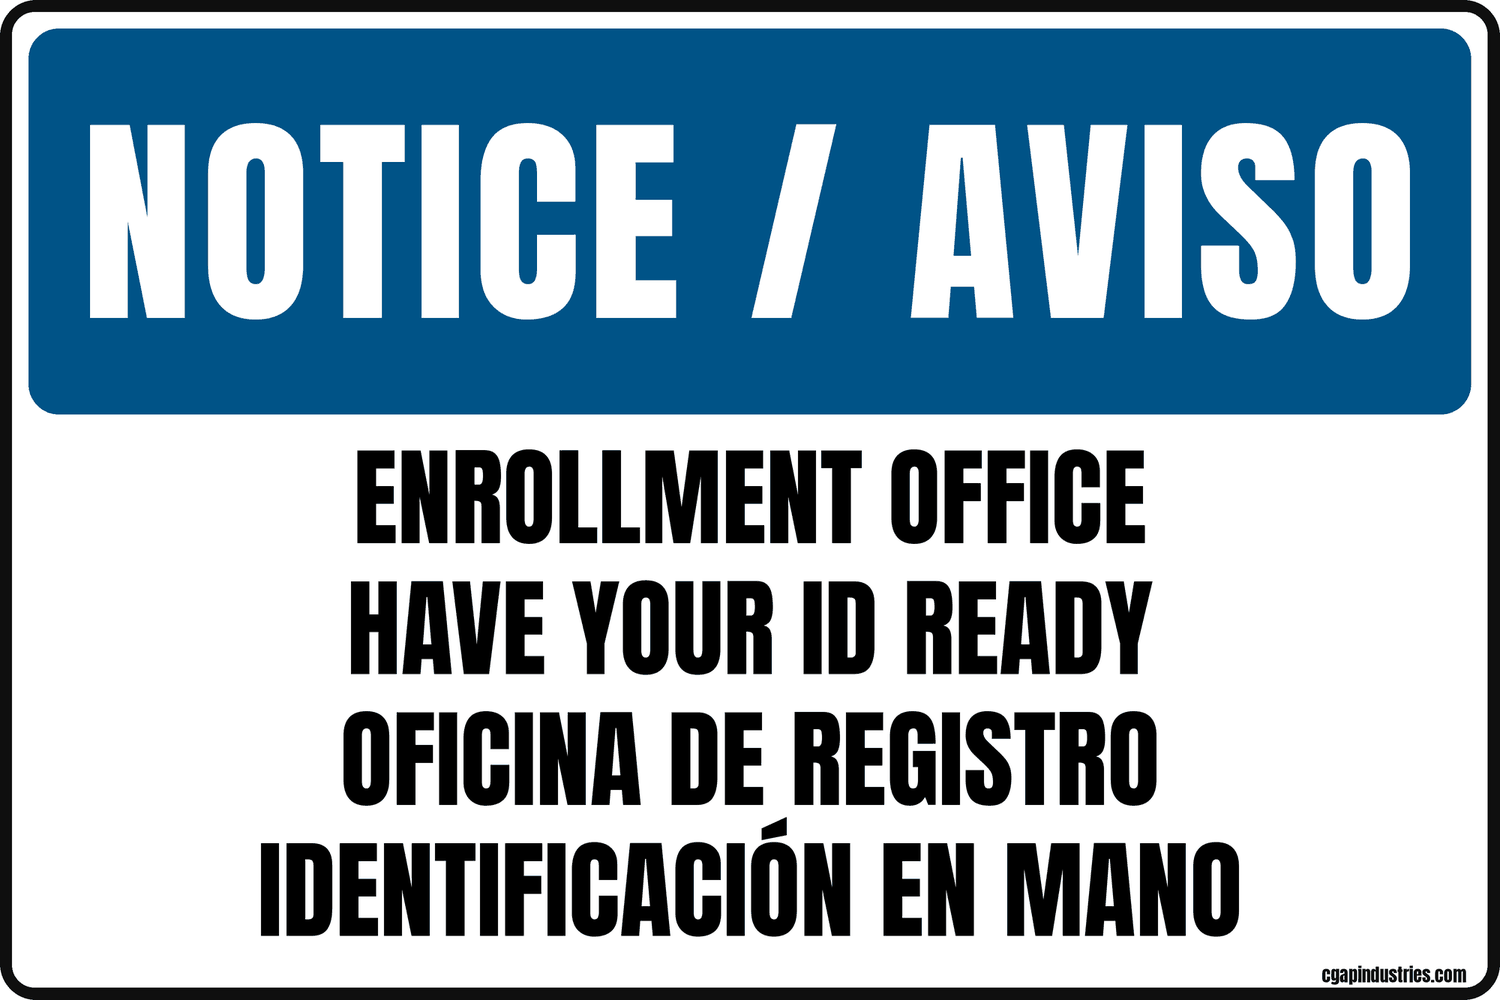 NOTICE / AVISO
ENROLLMENT OFFICE
HAVE YOUR ID READY
OFICINA DE REGISTRO
IDENTIFICACIÓN EN MANO
cgapindustries.com